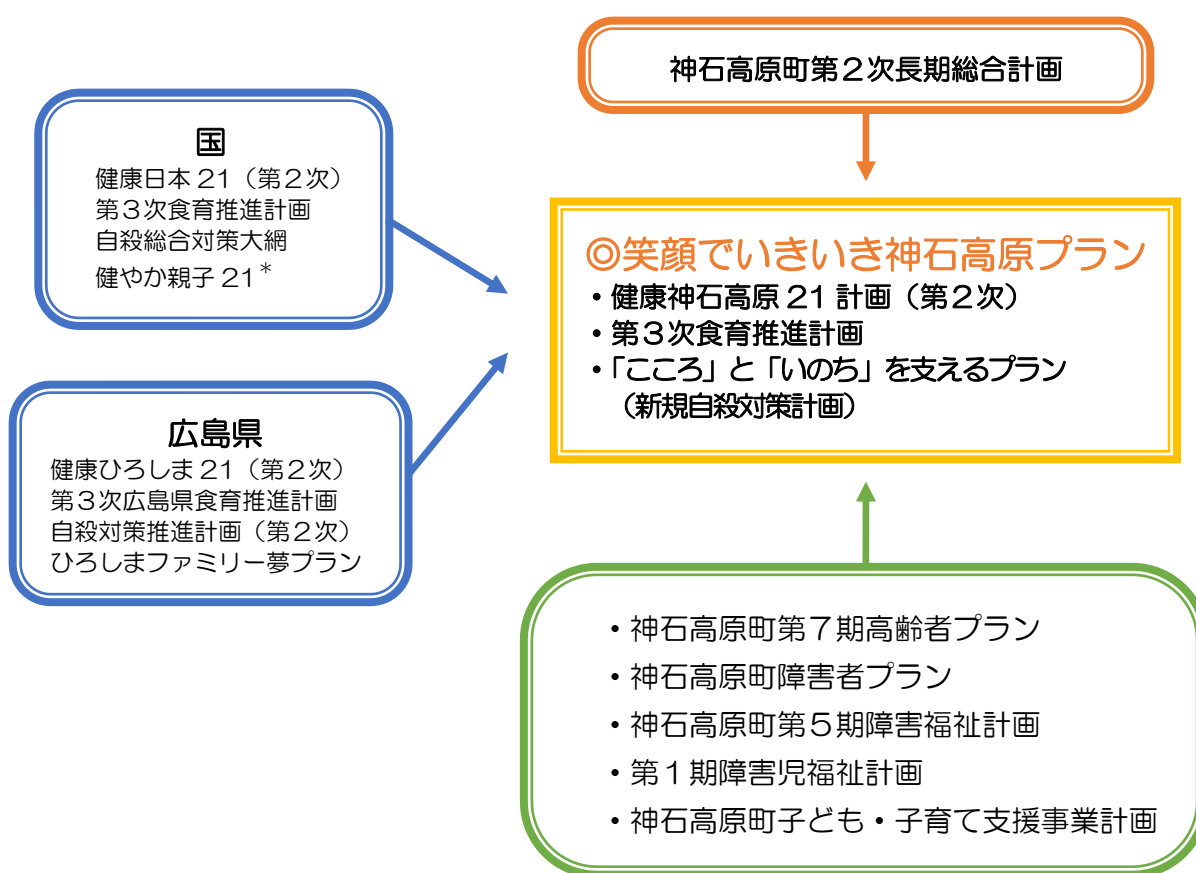 神石高原町第２次長期総合計画
国
健康日本 21（第２次）
第３次食育推進計画
自殺総合対策大綱
健やか親子 21＊
◎笑顔でいきいき神石高原プラン
・健康神石高原 21 計画（第２次）
・第３次食育推進計画
・「こころ」と「いのち」を支えるプラン
（新規自殺対策計画）
広島県
健康ひろしま 21（第２次）
第３次広島県食育推進計画
自殺対策推進計画（第２次）
ひろしまファミリー夢プラン
・神石高原町第７期高齢者プラン
・神石高原町障害者プラン
・神石高原町第５期障害福祉計画
・第１期障害児福祉計画
・神石高原町子ども・子育て支援事業計画